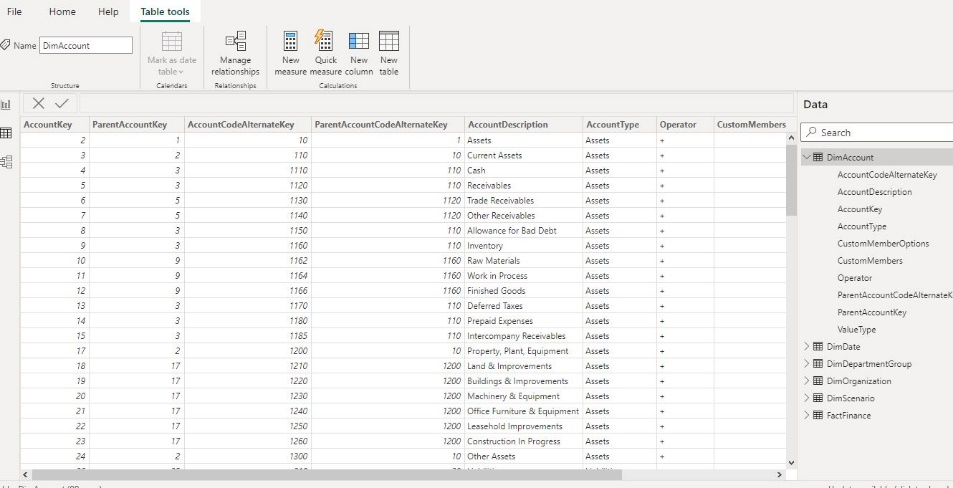 File Home Help Table tools
Name DimAccount
Mark as date table
Manage relationships
New measure
Quick measure
New column
New table
Structure Calendars Relationships Calculations
Data
Search
AccountKey ParentAccountKey AccountCodeAlternateKey ParentAccountCodeAlternateKey AccountDescription AccountType Operator CustomMembers
2 1 10 1 Assets Assets +
3 2 110 10 Current Assets Assets +
4 3 1110 110 Cash Assets +
5 3 1120 110 Receivables Assets +
6 5 1130 1120 Trade Receivables Assets +
7 5 1140 1120 Other Receivables Assets +
8 3 1150 110 Allowance for Bad Debt Assets +
9 3 1160 110 Inventory Assets +
10 9 1162 1160 Raw Materials Assets +
11 9 1164 1160 Work in Process Assets +
12 9 1166 1160 Finished Goods Assets +
13 3 1170 110 Deferred Taxes Assets +
14 3 1180 110 Prepaid Expenses Assets +
15 3 1185 110 Intercompany Receivables Assets +
17 2 1200 10 Property, Plant, Equipment Assets +
18 17 1210 1200 Land & Improvements Assets +
19 17 1220 1200 Buildings & Improvements Assets +
20 17 1230 1200 Machinery & Equipment Assets +
21 17 1240 1200 Office Furniture & Equipment Assets +
22 17 1250 1200 Leasehold Improvements Assets +
23 17 1260 1200 Construction In Progress Assets +
24 2 1300 10 Other Assets Assets +
DimAccount
AccountCodeAlternateKey
AccountDescription
AccountKey
AccountType
CustomMemberOptions
CustomMembers
Operator
ParentAccountCodeAlternateK
ParentAccountKey
ValueType
DimDate
DimDepartmentGroup
DimOrganization
DimScenario
FactFinance